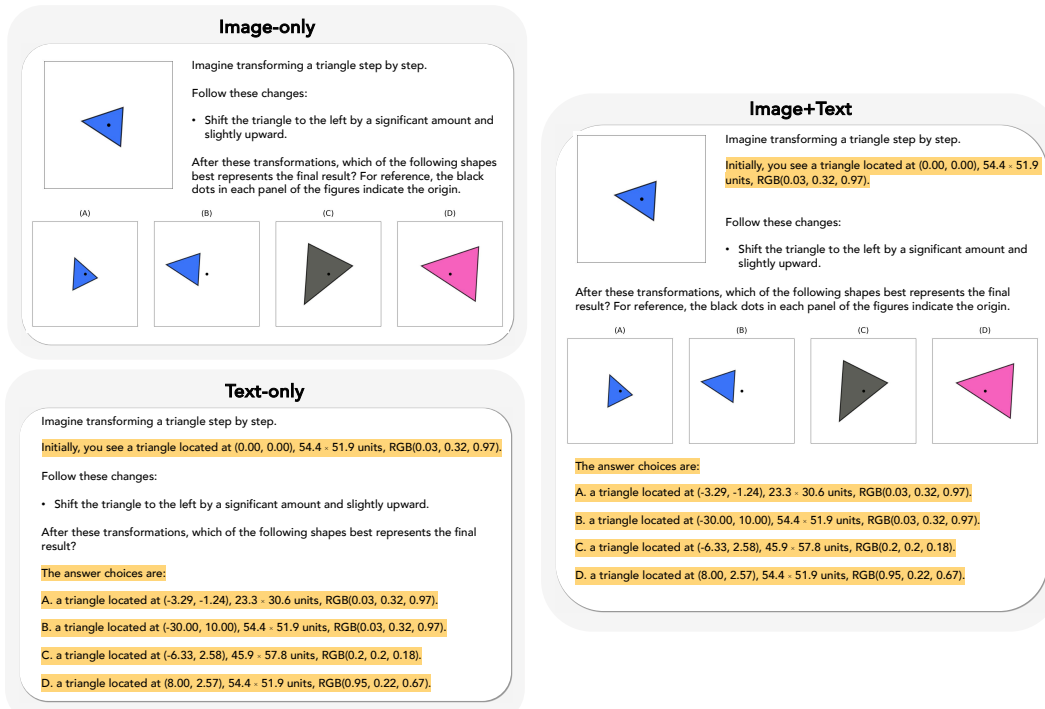 Image-only
Imagine transforming a triangle step by step.
Follow these changes:
• Shift the triangle to the left by a significant amount and
slightly upward.
After these transformations, which of the following shapes
best represents the final result? For reference, the black
dots in each panel of the figures indicate the origin.
(A) (B) (C) (D)
Text-only
Imagine transforming a triangle step by step.
Initially, you see a triangle located at (0.00, 0.00), 54.4 × 51.9 units, RGB(0.03, 0.32, 0.97).
Follow these changes:
• Shift the triangle to the left by a significant amount and slightly upward.
After these transformations, which of the following shapes best represents the final
result?
The answer choices are:
A. a triangle located at (-3.29, -1.24), 23.3 × 30.6 units, RGB(0.03, 0.32, 0.97).
B. a triangle located at (-30.00, 10.00), 54.4 × 51.9 units, RGB(0.03, 0.32, 0.97).
C. a triangle located at (-6.33, 2.58), 45.9 × 57.8 units, RGB(0.2, 0.2, 0.18).
D. a triangle located at (8.00, 2.57), 54.4 × 51.9 units, RGB(0.95, 0.22, 0.67).
Image+Text
Imagine transforming a triangle step by step.
Initially, you see a triangle located at (0.00, 0.00), 54.4 × 51.9
units, RGB(0.03, 0.32, 0.97).
Follow these changes:
• Shift the triangle to the left by a significant amount and
slightly upward.
After these transformations, which of the following shapes best represents the final
result? For reference, the black dots in each panel of the figures indicate the origin.
(A) (B) (C) (D)
The answer choices are:
A. a triangle located at (-3.29, -1.24), 23.3 × 30.6 units, RGB(0.03, 0.32, 0.97).
B. a triangle located at (-30.00, 10.00), 54.4 × 51.9 units, RGB(0.03, 0.32, 0.97).
C. a triangle located at (-6.33, 2.58), 45.9 × 57.8 units, RGB(0.2, 0.2, 0.18).
D. a triangle located at (8.00, 2.57), 54.4 × 51.9 units, RGB(0.95, 0.22, 0.67).